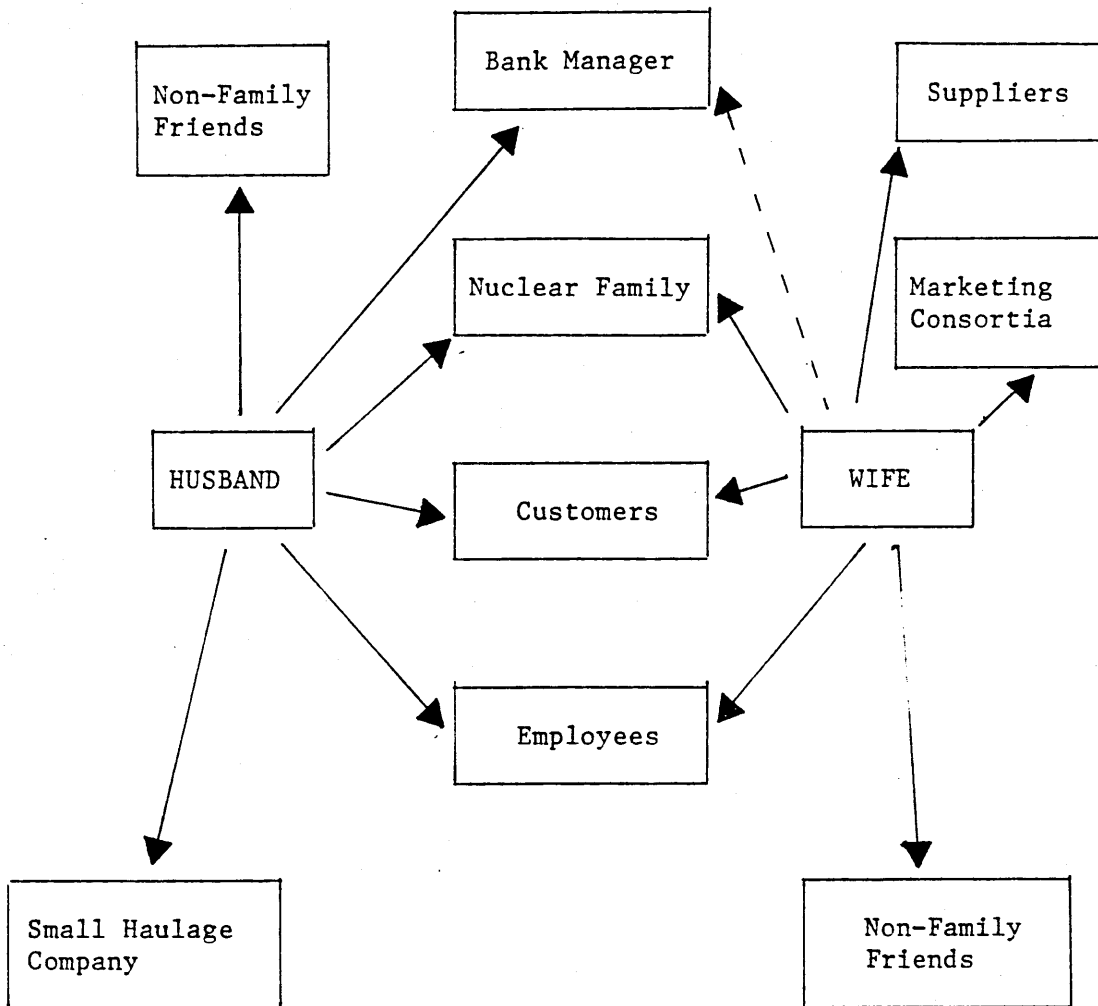 Bank Manager
Non-Family
Friends
Suppliers
Nuclear Family
Marketing
Consortia
HUSBAND
Customers
WIFE
Employees
Small Haulage
Company
Non-Family
Friends